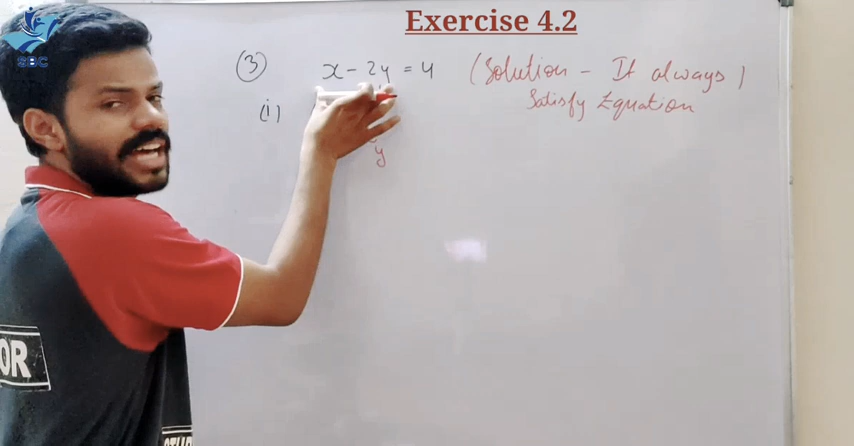 Exercise 4.2
SBC
(3) x - 2y = 4 (Solution - It always)
Satisfy Equation
(i)
y
OR